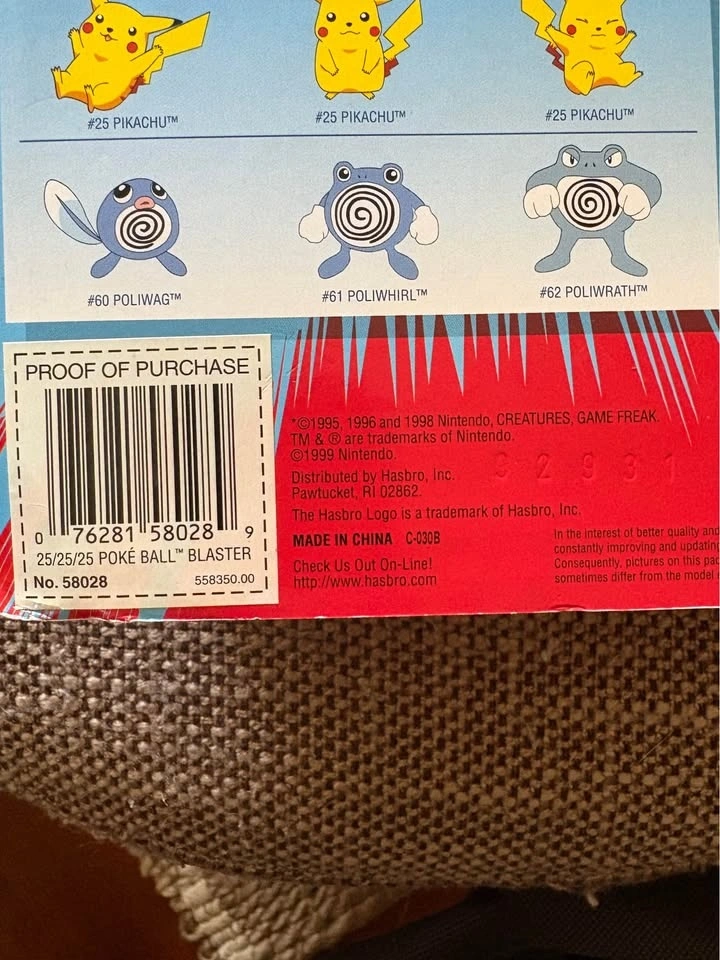 #25 PIKACHU™
#25 PIKACHU™
#25 PIKACHU™
#60 POLIWAG™
#61 POLIWHIRL™
#62 POLIWRATH™
PROOF OF PURCHASE
0 76281 58028 9
25/25/25 POKÉ BALL™ BLASTER
No. 58028 558350.00
*©1995, 1996 and 1998 Nintendo, CREATURES, GAME FREAK.
TM & ® are trademarks of Nintendo.
©1999 Nintendo.
Distributed by Hasbro, Inc.
Pawtucket, RI 02862.
The Hasbro Logo is a trademark of Hasbro, Inc.
MADE IN CHINA C-030B
Check Us Out On-Line!
http://www.hasbro.com
In the interest of better quality and
constantly improving and updating
Consequently, pictures on this
sometimes differ from the model